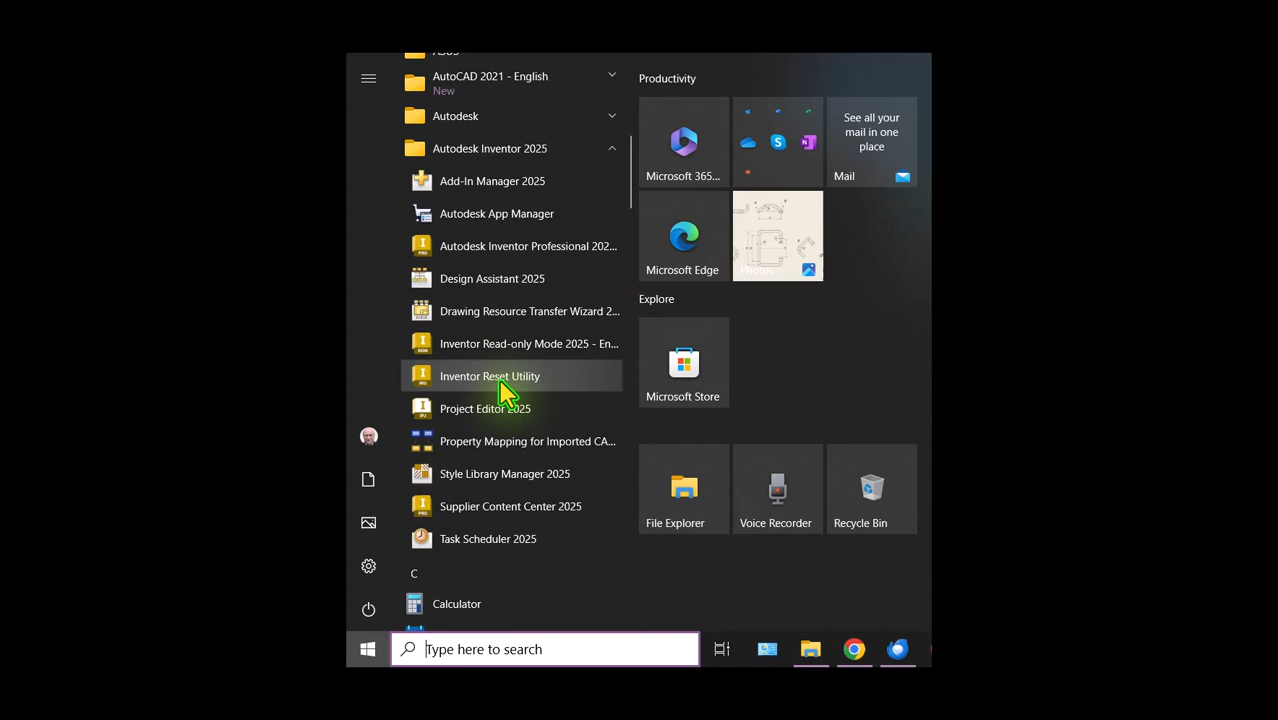 AutoCAD 2021 - English
New
Autodesk
Autodesk Inventor 2025
Add-In Manager 2025
Autodesk App Manager
Autodesk Inventor Professional 202...
Design Assistant 2025
Drawing Resource Transfer Wizard 2...
Inventor Read-only Mode 2025 - En...
Inventor Reset Utility
Project Editor 2025
Property Mapping for Imported CA...
Style Library Manager 2025
Supplier Content Center 2025
Task Scheduler 2025
C
Calculator
Type here to search
Productivity
Microsoft 365...
See all your
mail in one
place
Mail
Microsoft Edge
Photos
Explore
Microsoft Store
File Explorer
Voice Recorder
Recycle Bin